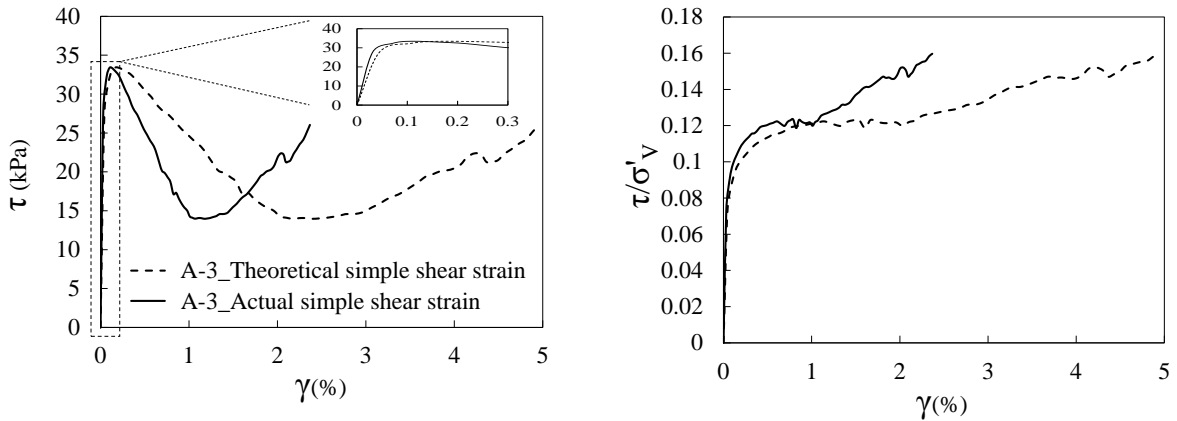 40
35
30
25
20
15
10
5
0
τ (kPa)
40
30
20
10
0
0 0.1 0.2 0.3
A-3_Theoretical simple shear strain
A-3_Actual simple shear strain
0 1 2 3 4 5
γ(%)
0.18
0.16
0.14
0.12
0.1
0.08
0.06
0.04
0.02
0
τ/σ'v
0 1 2 3 4 5
γ(%)